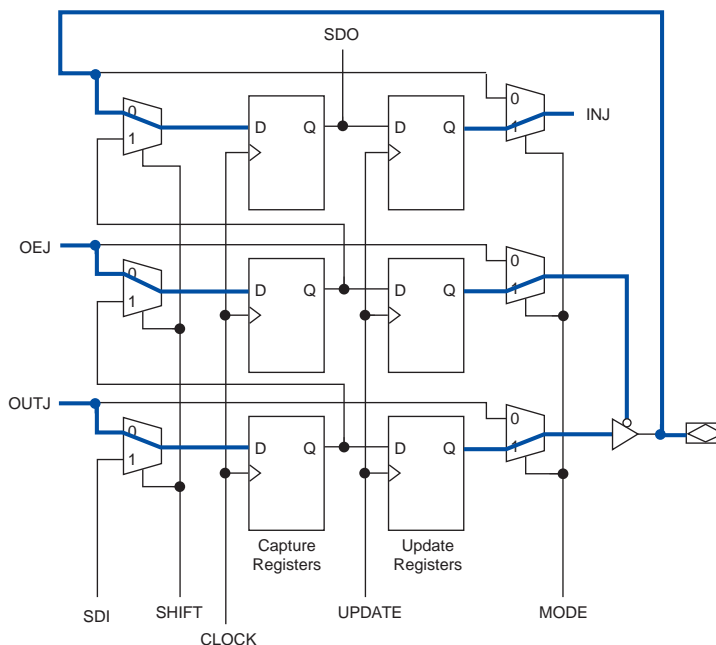 SDO
0
1
D Q
D Q
0
1
INJ
OEJ
0
1
D Q
D Q
0
1
OUTJ
0
1
D Q
D Q
0
1
Capture
Registers
Update
Registers
SDI
SHIFT
CLOCK
UPDATE
MODE